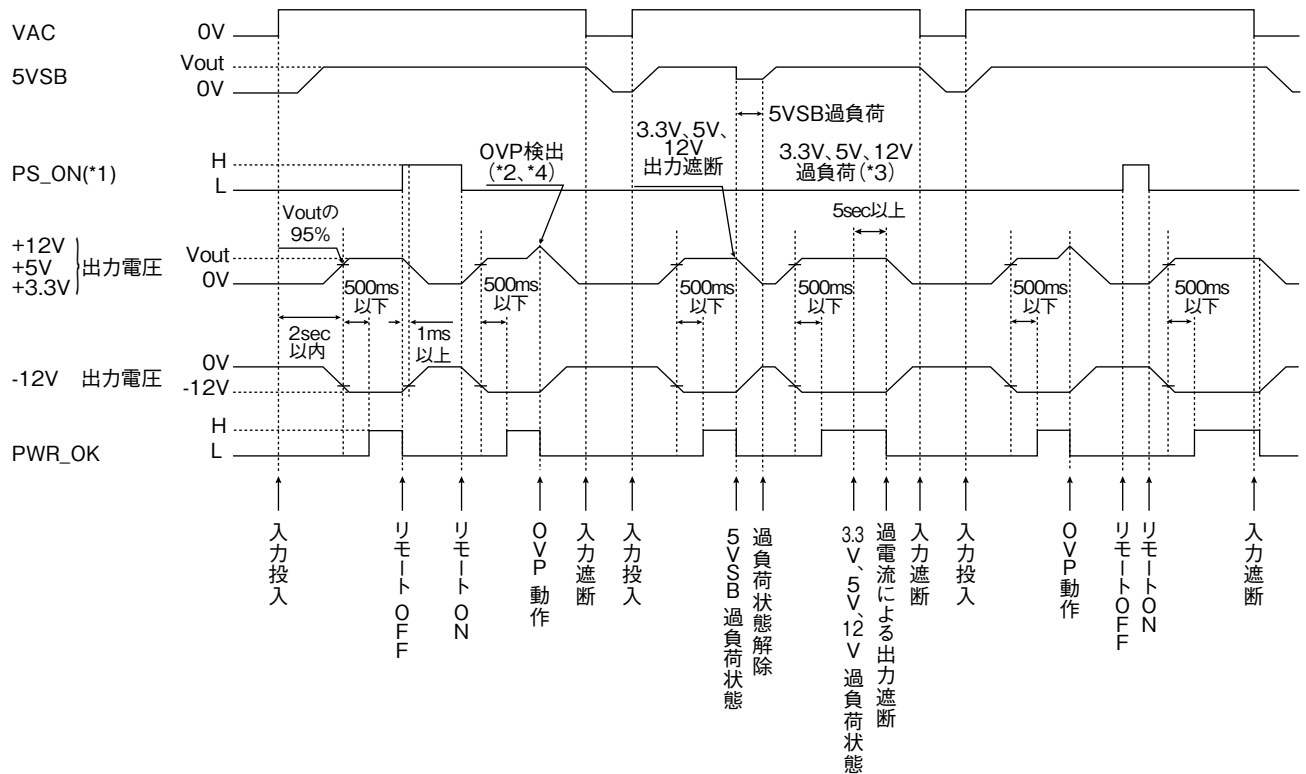 VAC 0V
5VSB Vout
0V
5VSB過負荷
PS_ON(*1) H
L
OVP検出
(*2、*4)
3.3V、5V、
12V
出力遮断
3.3V、5V、12V
過負荷(*3)
5sec以上
+12V
+5V
+3.3V
出力電圧
Vout
0V
Voutの
95%
500ms
以下
500ms
以下
500ms
以下
500ms
以下
500ms
以下
500ms
以下
2sec
以内
1ms
以上
-12V 出力電圧 0V
-12V
PWR_OK H
L
入力投入
リモートOFF
リモートON
OVP動作
入力遮断
入力投入
5VSB過負荷状態
過負荷状態解除
3.3V、5V、12V過負荷状態
過電流による出力遮断
入力遮断
入力投入
OVP動作
リモートOFF
リモートON
入力遮断